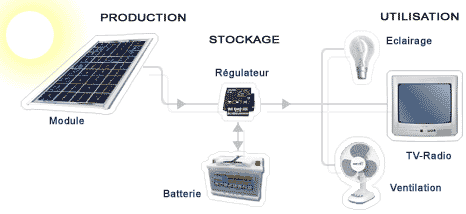 PRODUCTION
STOCKAGE
UTILISATION
Régulateur
Eclairage
Module
Batterie
TV-Radio
Ventilation